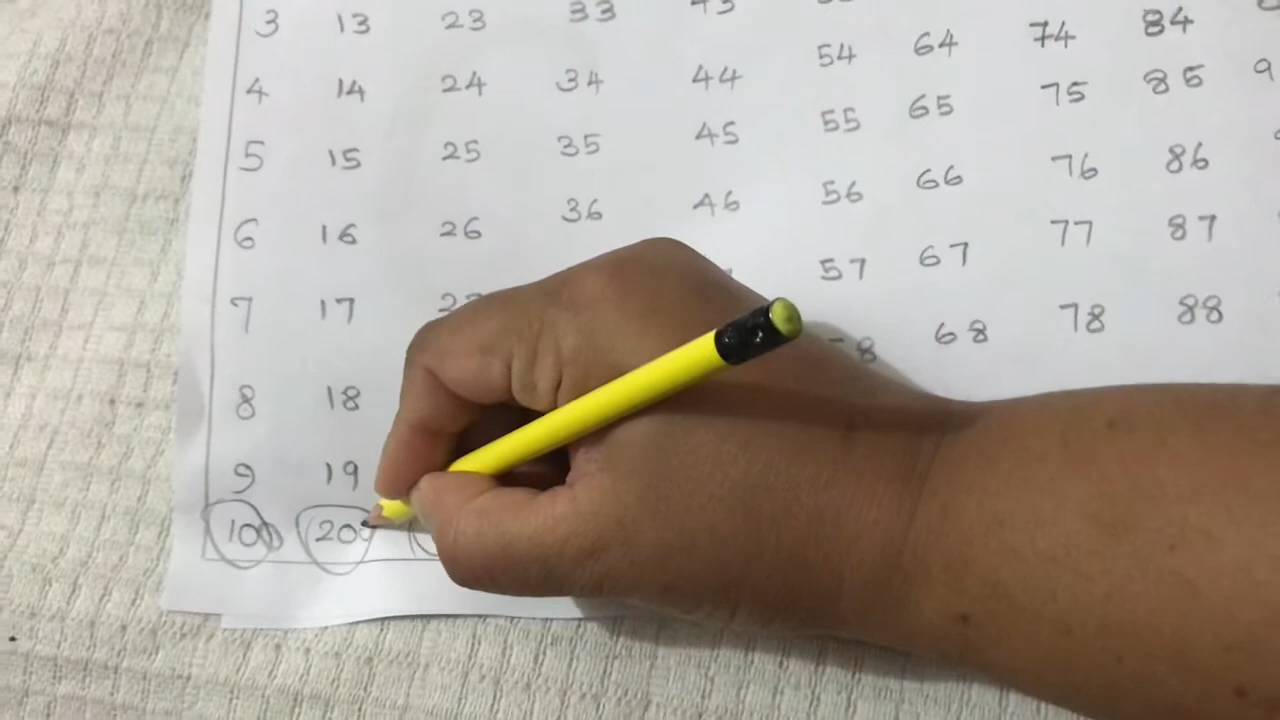 3 13 23 33 43
4 14 24 34 44 54 64 74 84
5 15 25 35 45 55 65 75 85 9
6 16 26 36 46 56 66 76 86
7 17 57 67 77 87
8 18 68 78 88
9 19
100 200